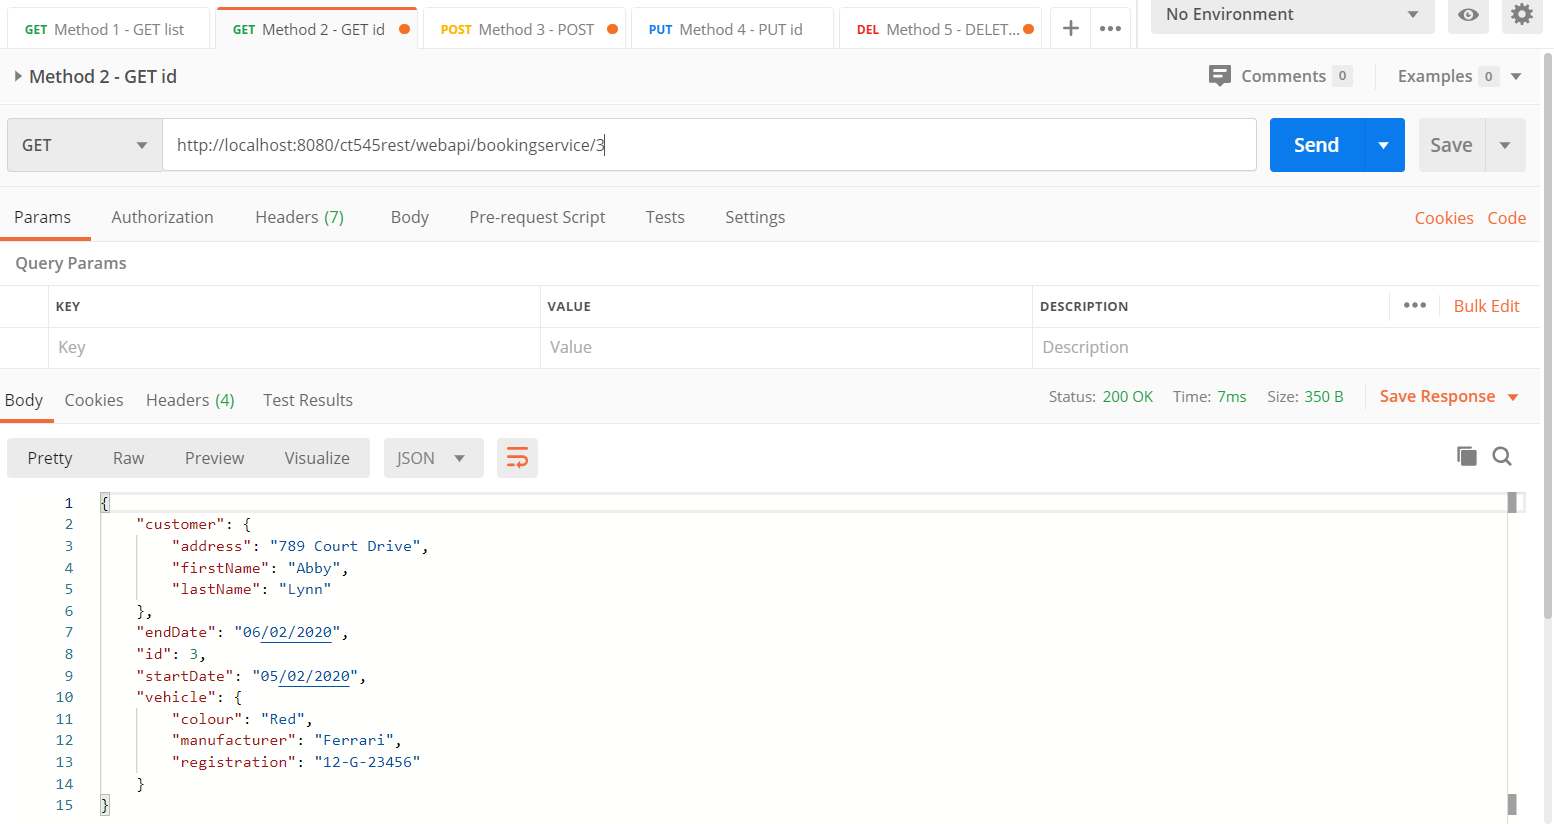 GET Method 1 - GET list GET Method 2 - GET id POST Method 3 - POST PUT Method 4 - PUT id DEL Method 5 - DELET... No Environment
Method 2 - GET id Comments 0 Examples 0
GET http://localhost:8080/ct545rest/webapi/bookingservice/3 Send Save
Params Authorization Headers (7) Body Pre-request Script Tests Settings Cookies Code
Query Params
KEY VALUE DESCRIPTION Bulk Edit
Key Value Description
Body Cookies Headers (4) Test Results Status: 200 OK Time: 7ms Size: 350 B Save Response
Pretty Raw Preview Visualize JSON
1 {
2 "customer": {
3 "address": "789 Court Drive",
4 "firstName": "Abby",
5 "lastName": "Lynn"
6 },
7 "endDate": "06/02/2020",
8 "id": 3,
9 "startDate": "05/02/2020",
10 "vehicle": {
11 "colour": "Red",
12 "manufacturer": "Ferrari",
13 "registration": "12-G-23456"
14 }
15 }